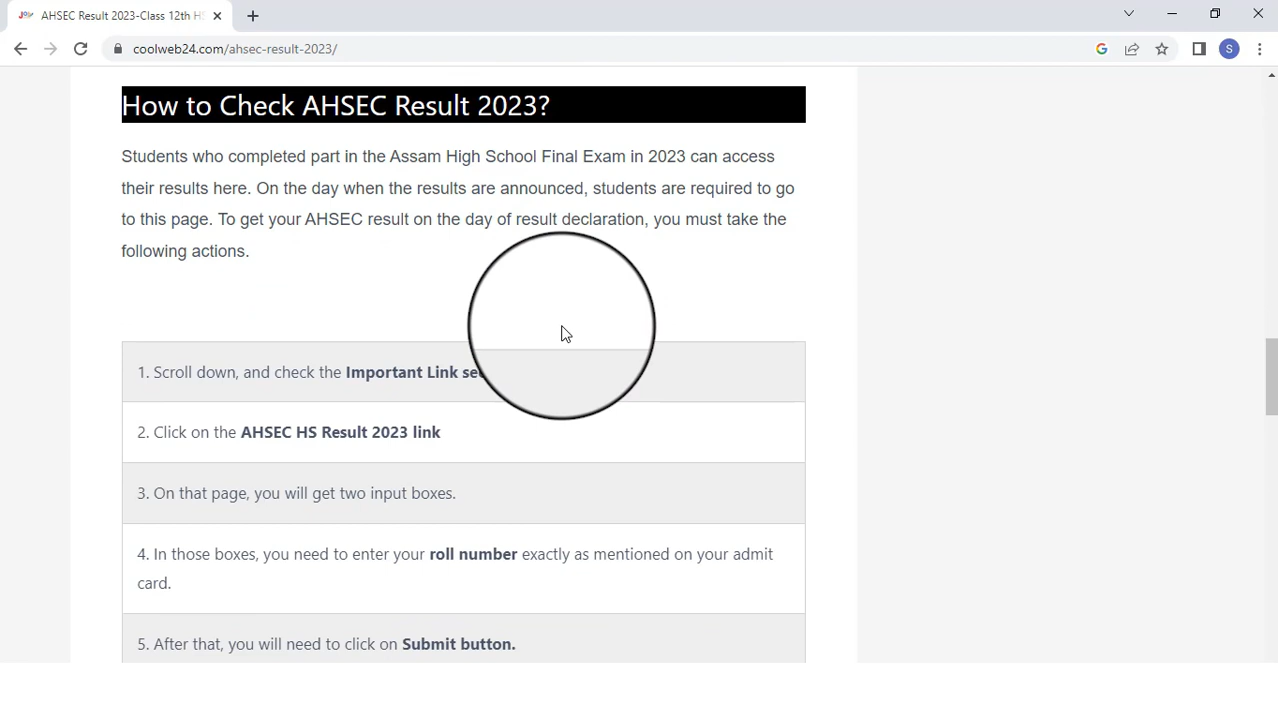 AHSEC Result 2023-Class 12th HS
coolweb24.com/ahsec-result-2023/
S
How to Check AHSEC Result 2023?
Students who completed part in the Assam High School Final Exam in 2023 can access
their results here. On the day when the results are announced, students are required to go
to this page. To get your AHSEC result on the day of result declaration, you must take the
following actions.
1. Scroll down, and check the Important Link
2. Click on the AHSEC HS Result 2023 link
3. On that page, you will get two input boxes.
4. In those boxes, you need to enter your roll number exactly as mentioned on your admit
card.
5. After that, you will need to click on Submit button.